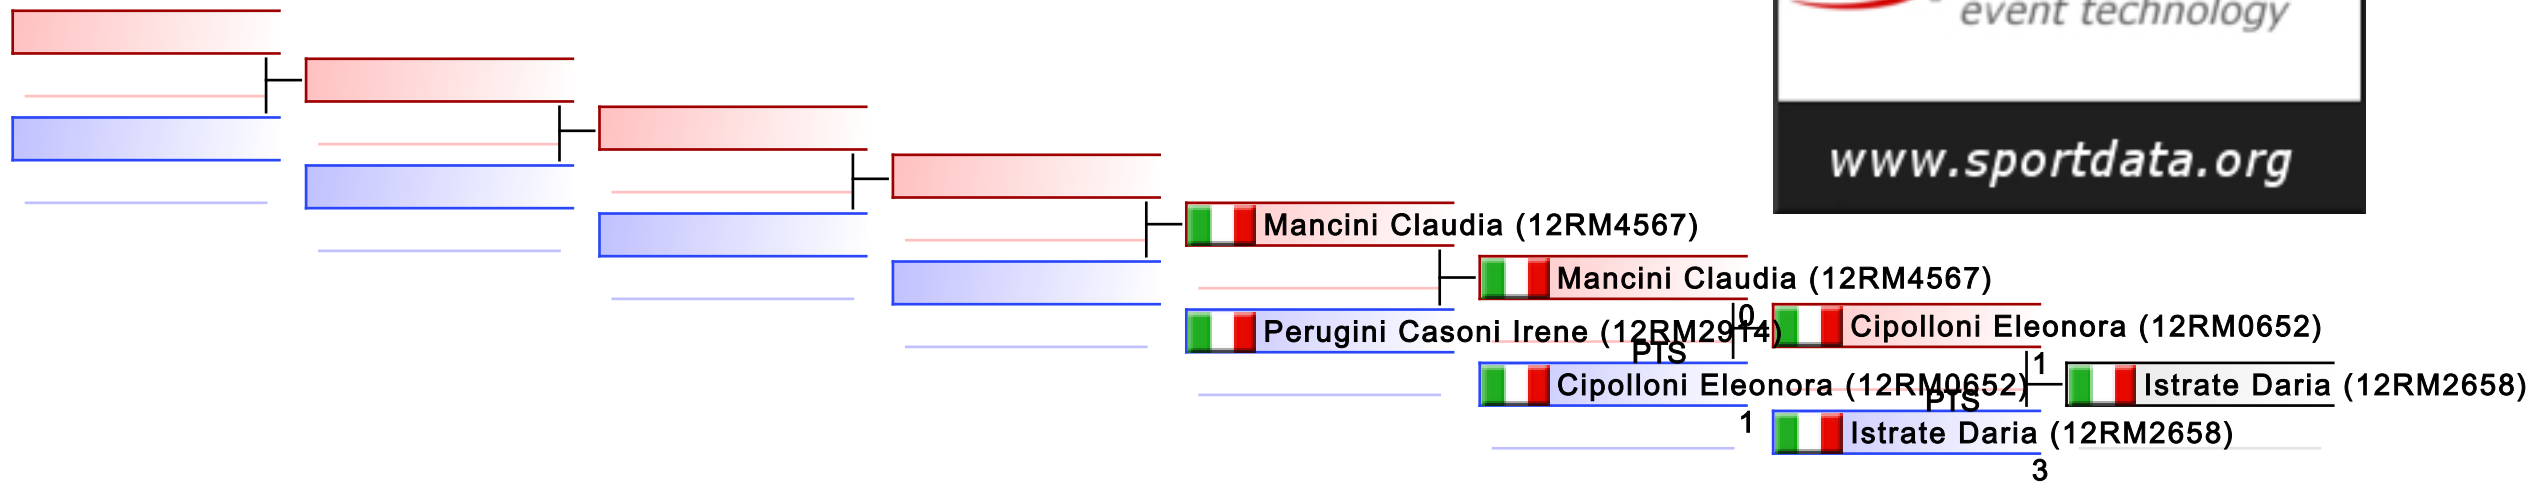 event technology
www.sportdata.org
Mancini Claudia (12RM4567)
Mancini Claudia (12RM4567)
0
Perugini Casoni Irene (12RM2914)
Cipolloni Eleonora (12RM0652)
PTS
1
Cipolloni Eleonora (12RM0652)
Istrate Daria (12RM2658)
PTS
1
Istrate Daria (12RM2658)
3